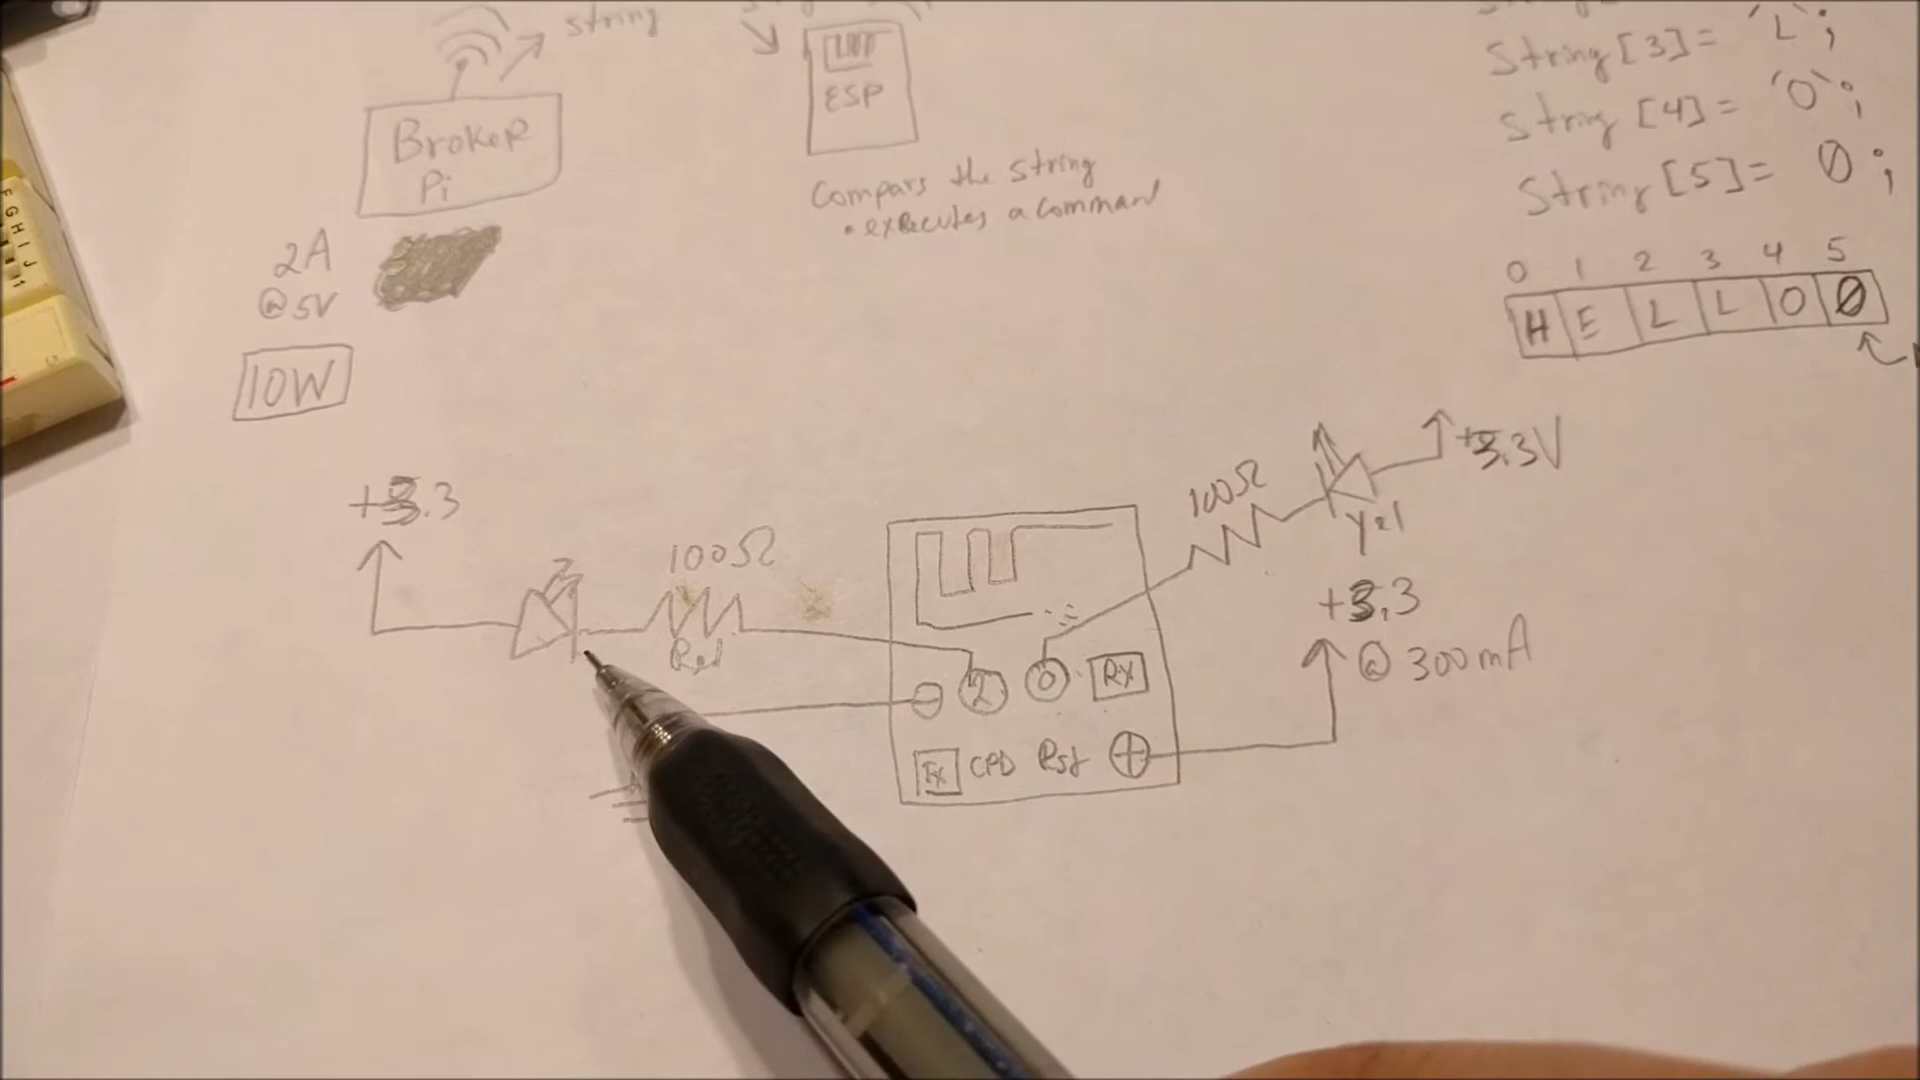 string
Broker
Pi
ESP
Compars the string
• executes a command
2A
@5V
10W
String[3]= 'L';
String[4]= 'O';
String[5]= 0;
0 1 2 3 4 5
H E L L O 0
+3.3
100Ω
Red
100Ω
Yel
+3.3V
+3.3
@ 300mA
2 0 Rx
Tx CPD Rst +
F
G
H
I
J